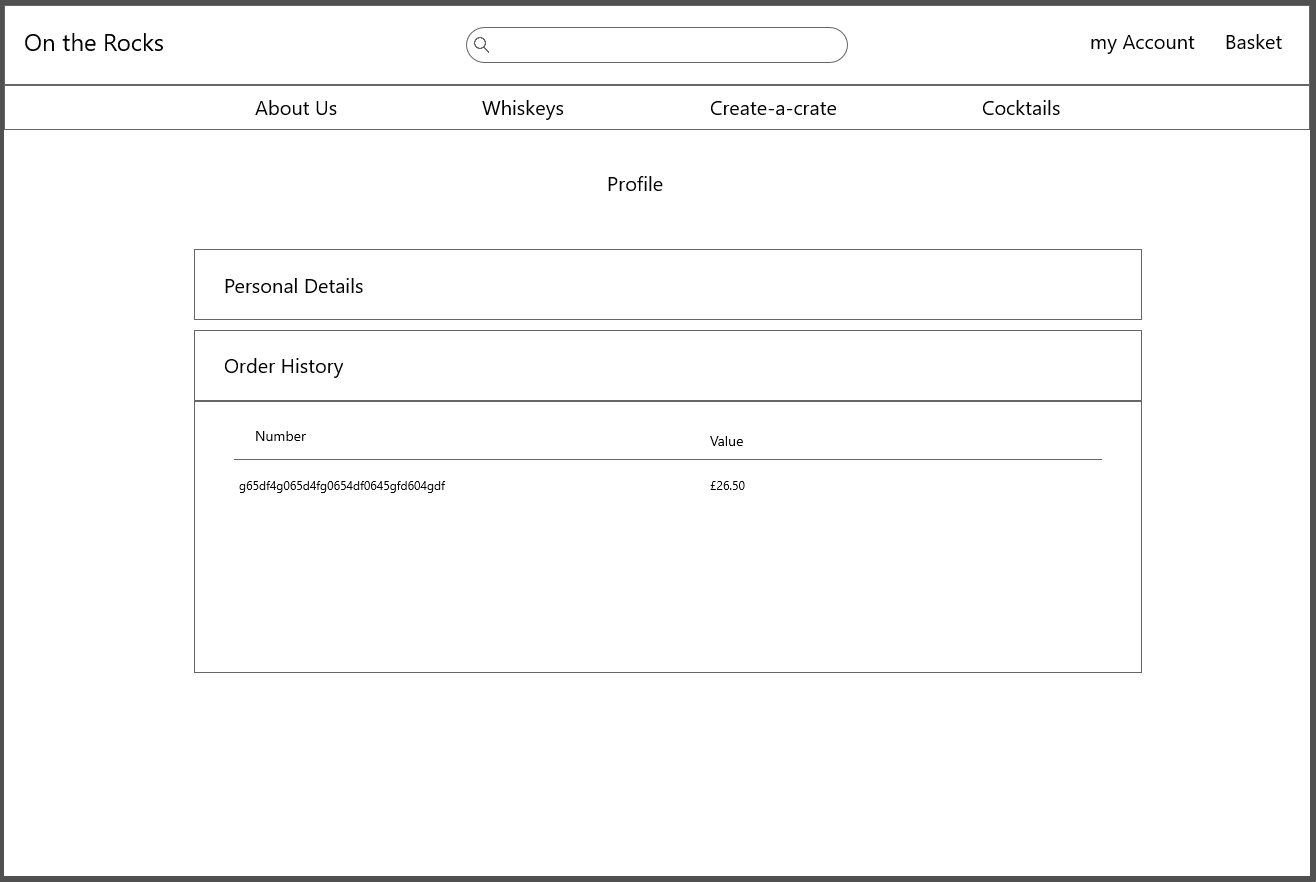 On the Rocks
my Account Basket
About Us Whiskeys Create-a-crate Cocktails
Profile
Personal Details
Order History
Number Value
g65df4g065d4fg0654df0645gfd604gdf £26.50